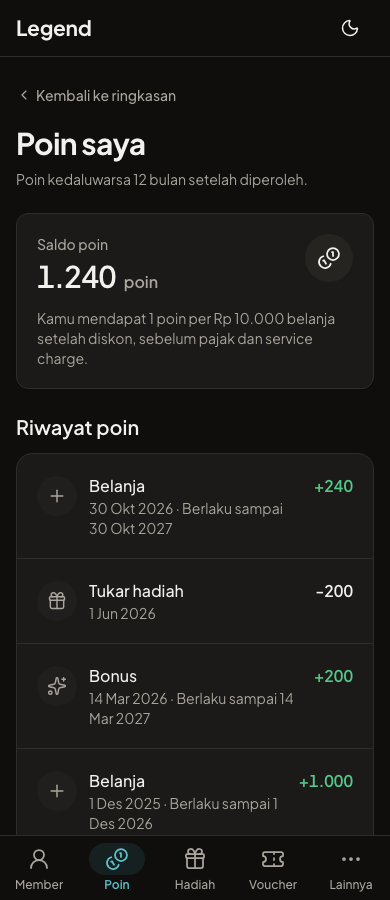 Legend
Kembali ke ringkasan
Poin saya
Poin kedaluwarsa 12 bulan setelah diperoleh.
Saldo poin
1.240 poin
Kamu mendapat 1 poin per Rp 10.000 belanja
setelah diskon, sebelum pajak dan service
charge.
Riwayat poin
Belanja +240
30 Okt 2026 · Berlaku sampai
30 Okt 2027
Tukar hadiah -200
1 Jun 2026
Bonus +200
14 Mar 2026 · Berlaku sampai 14
Mar 2027
Belanja +1.000
1 Des 2025 · Berlaku sampai 1
Des 2026
Member Poin Hadiah Voucher Lainnya